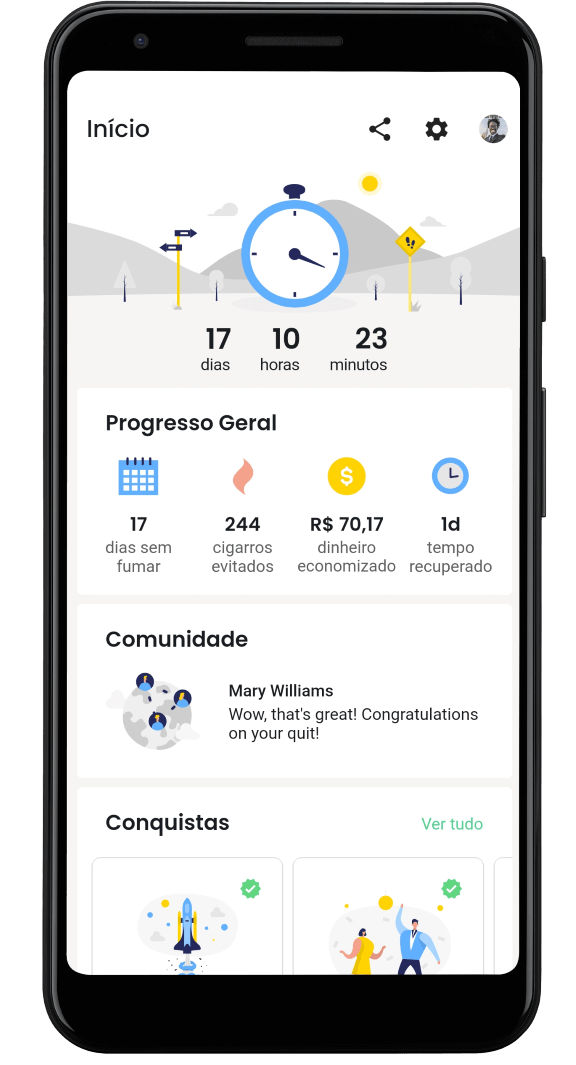 Início
17 10 23
dias horas minutos
Progresso Geral
17 244 R$ 70,17 1d
dias sem cigarros dinheiro tempo
fumar evitados economizado recuperado
Comunidade
Mary Williams
Wow, that's great! Congratulations
on your quit!
Conquistas Ver tudo